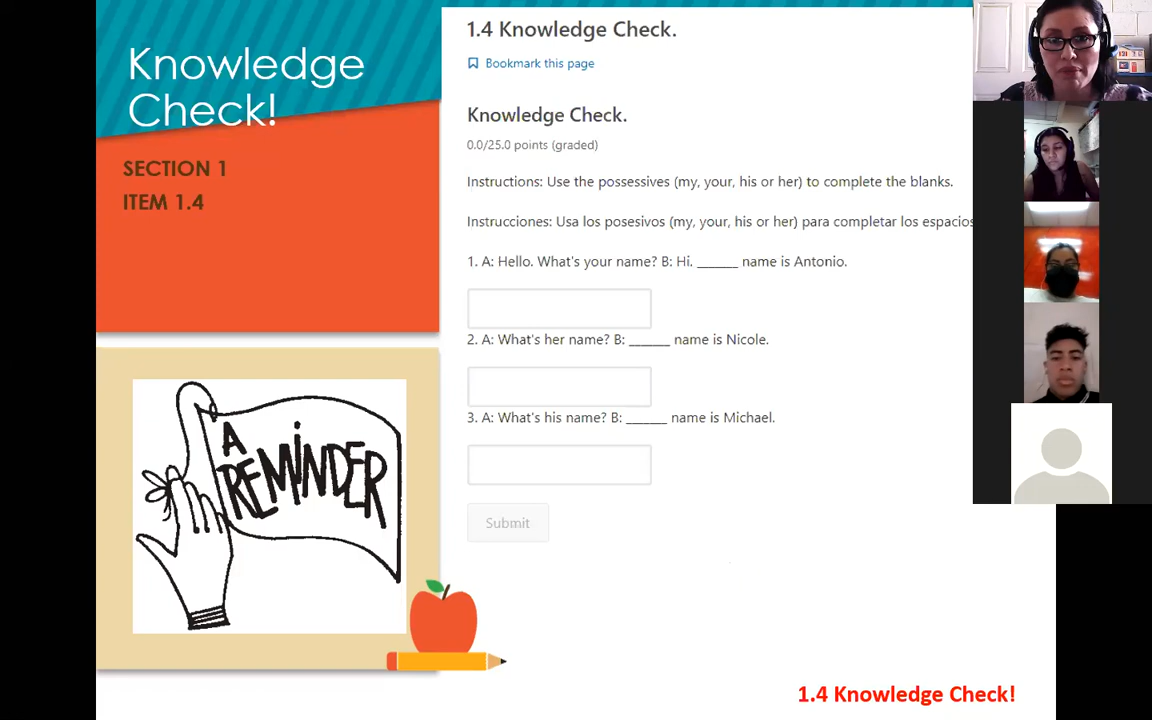 Knowledge
Check!
SECTION 1
ITEM 1.4
A
REMINDER
1.4 Knowledge Check.
Bookmark this page
Knowledge Check.
0.0/25.0 points (graded)
Instructions: Use the possessives (my, your, his or her) to complete the blanks.
Instrucciones: Usa los posesivos (my, your, his or her) para completar los espacios
1. A: Hello. What's your name? B: Hi. ______ name is Antonio.
2. A: What's her name? B: ______ name is Nicole.
3. A: What's his name? B: ______ name is Michael.
Submit
1.4 Knowledge Check!